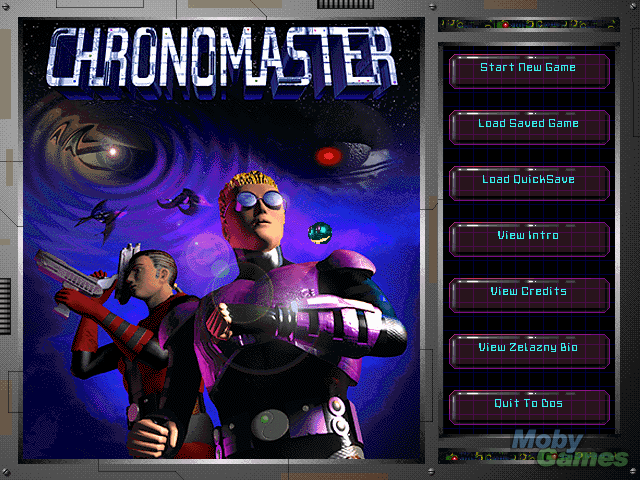 CHRONOMASTER
Start New Game
Load Saved Game
Load QuickSave
View Intro
View Credits
View Zelazny Bio
Quit To Dos
Moby
Games